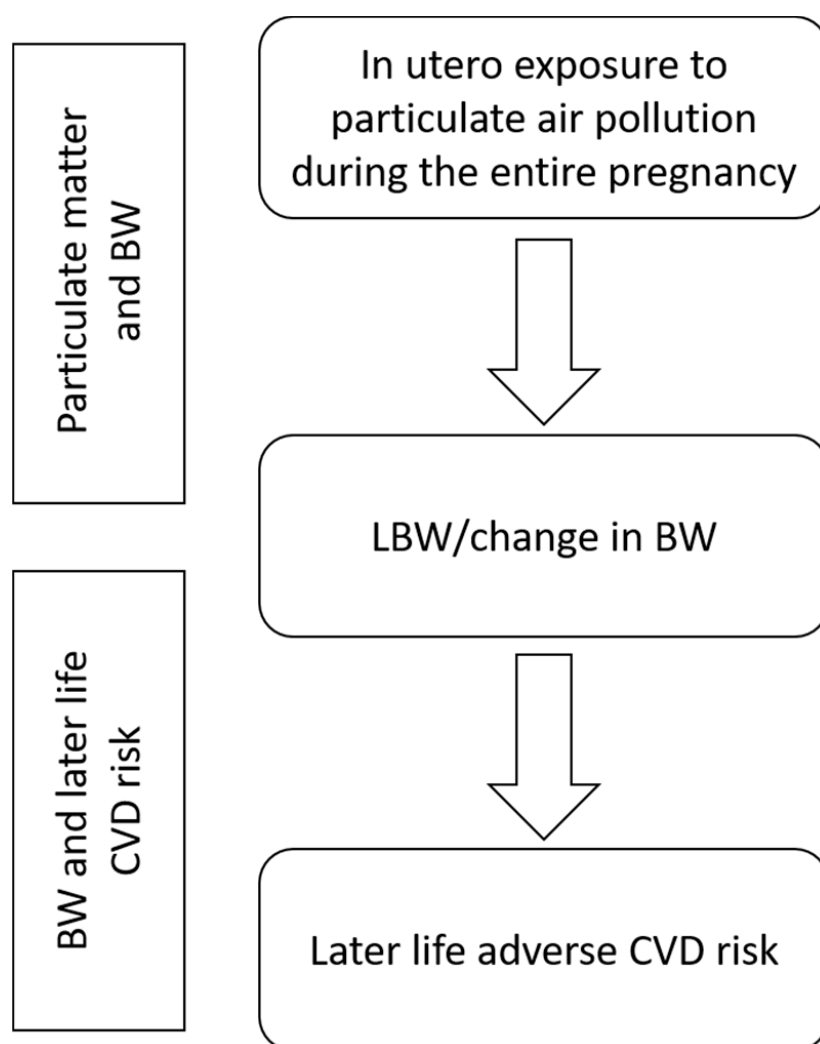 Particulate matter
and BW
In utero exposure to
particulate air pollution
during the entire pregnancy
LBW/change in BW
BW and later life
CVD risk
Later life adverse CVD risk